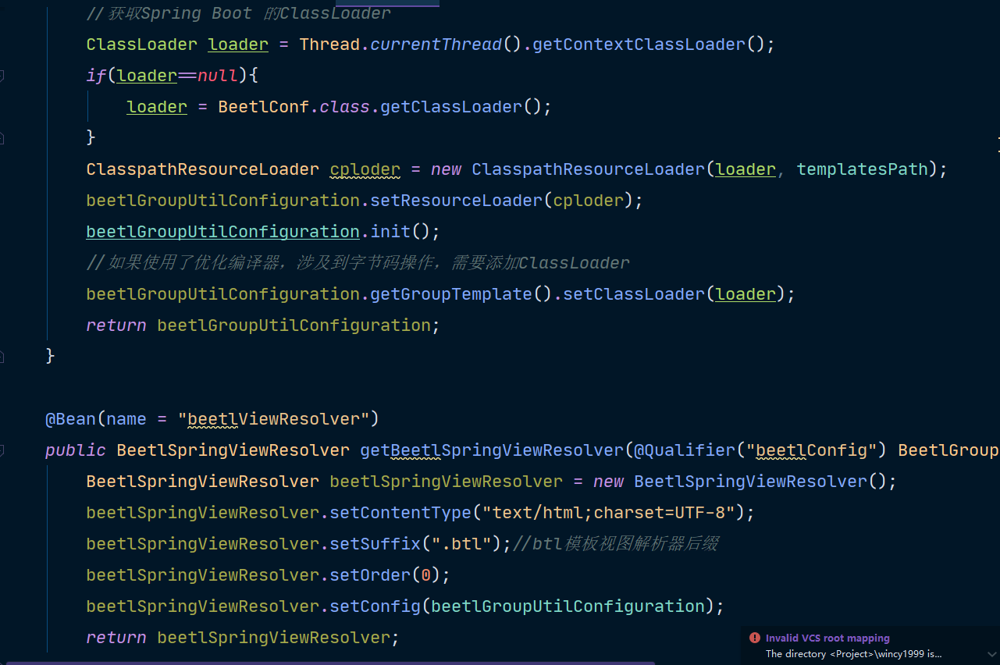 //获取Spring Boot 的ClassLoader
ClassLoader loader = Thread.currentThread().getContextClassLoader();
if(loader==null){
loader = BeetlConf.class.getClassLoader();
}
ClasspathResourceLoader cploder = new ClasspathResourceLoader(loader, templatesPath);
beetlGroupUtilConfiguration.setResourceLoader(cploder);
beetlGroupUtilConfiguration.init();
//如果使用了优化编译器，涉及到字节码操作，需要添加ClassLoader
beetlGroupUtilConfiguration.getGroupTemplate().setClassLoader(loader);
return beetlGroupUtilConfiguration;
}
@Bean(name = "beetlViewResolver")
public BeetlSpringViewResolver getBeetlSpringViewResolver(@Qualifier("beetlConfig") BeetlGroup
BeetlSpringViewResolver beetlSpringViewResolver = new BeetlSpringViewResolver();
beetlSpringViewResolver.setContentType("text/html;charset=UTF-8");
beetlSpringViewResolver.setSuffix(".btl");//btl模板视图解析器后缀
beetlSpringViewResolver.setOrder(0);
beetlSpringViewResolver.setConfig(beetlGroupUtilConfiguration);
return beetlSpringViewResolver;
Invalid VCS root mapping
The directory <Project>\wincy1999 is...